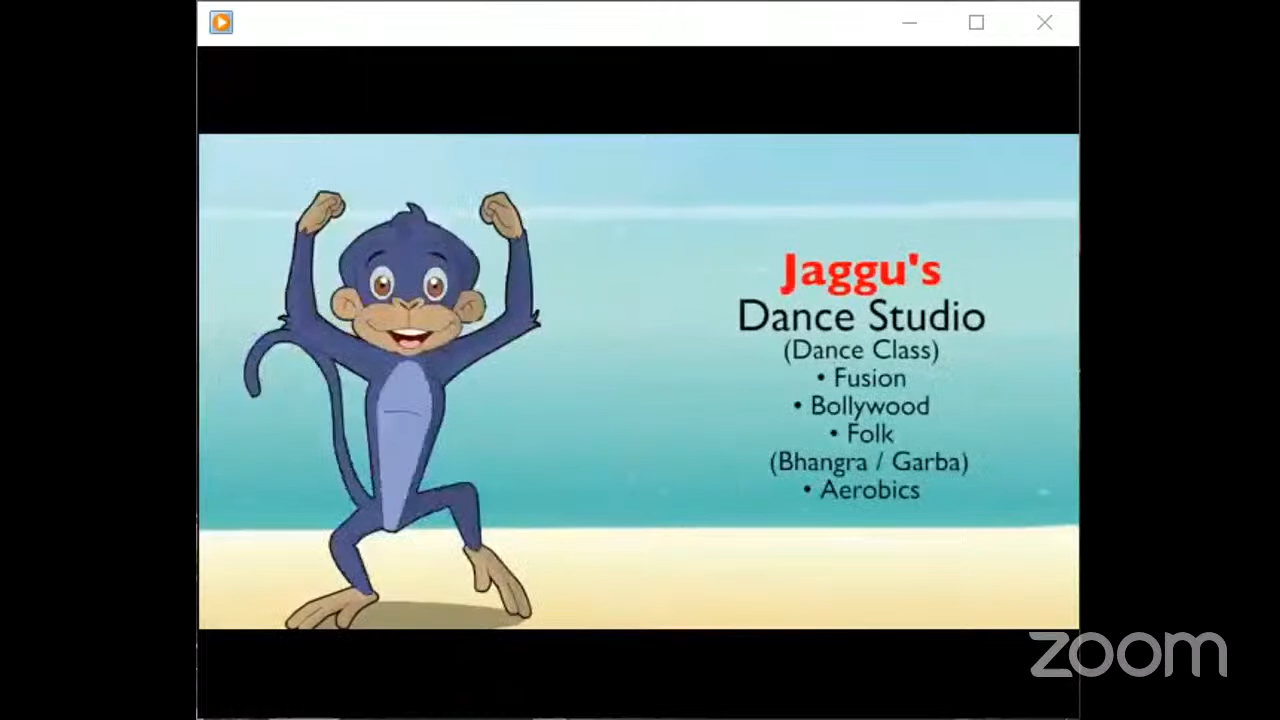 Jaggu's
Dance Studio
(Dance Class)
• Fusion
• Bollywood
• Folk
(Bhangra / Garba)
• Aerobics
zoom